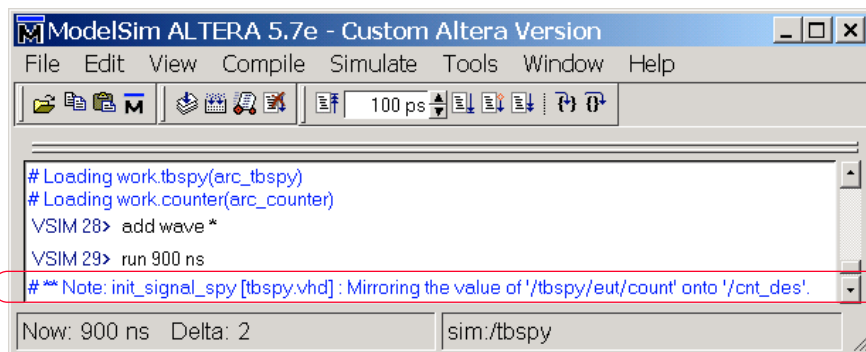 ModelSim ALTERA 5.7e - Custom Altera Version
File Edit View Compile Simulate Tools Window Help
100 ps
# Loading work.tbspy(arc_tbspy)
# Loading work.counter(arc_counter)
VSIM 28> add wave *
VSIM 29> run 900 ns
# ** Note: init_signal_spy [tbspy.vhd] : Mirroring the value of '/tbspy/eut/count' onto '/cnt_des'.
Now: 900 ns Delta: 2 sim:/tbspy